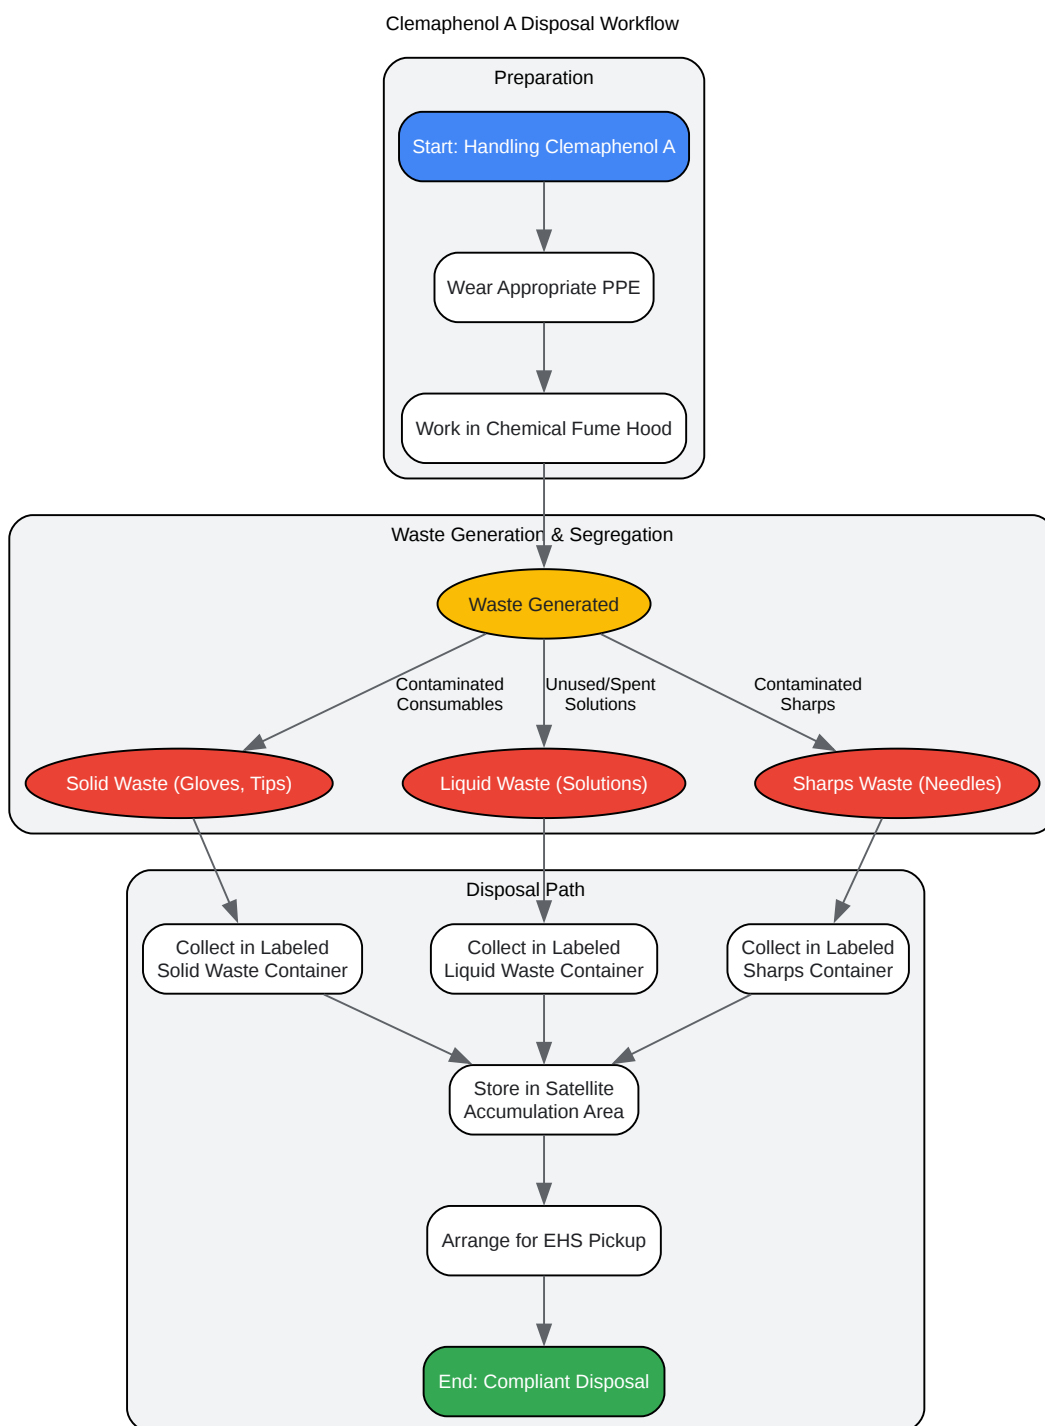 Clemaphenol A Disposal Workflow
Preparation
Start: Handling Clemaphenol A
Wear Appropriate PPE
Work in Chemical Fume Hood
Waste Generation & Segregation
Waste Generated
Contaminated
Consumables
Unused/Spent
Solutions
Contaminated
Sharps
Solid Waste (Gloves, Tips)
Liquid Waste (Solutions)
Sharps Waste (Needles)
Disposal Path
Collect in Labeled
Solid Waste Container
Collect in Labeled
Liquid Waste Container
Collect in Labeled
Sharps Container
Store in Satellite
Accumulation Area
Arrange for EHS Pickup
End: Compliant Disposal